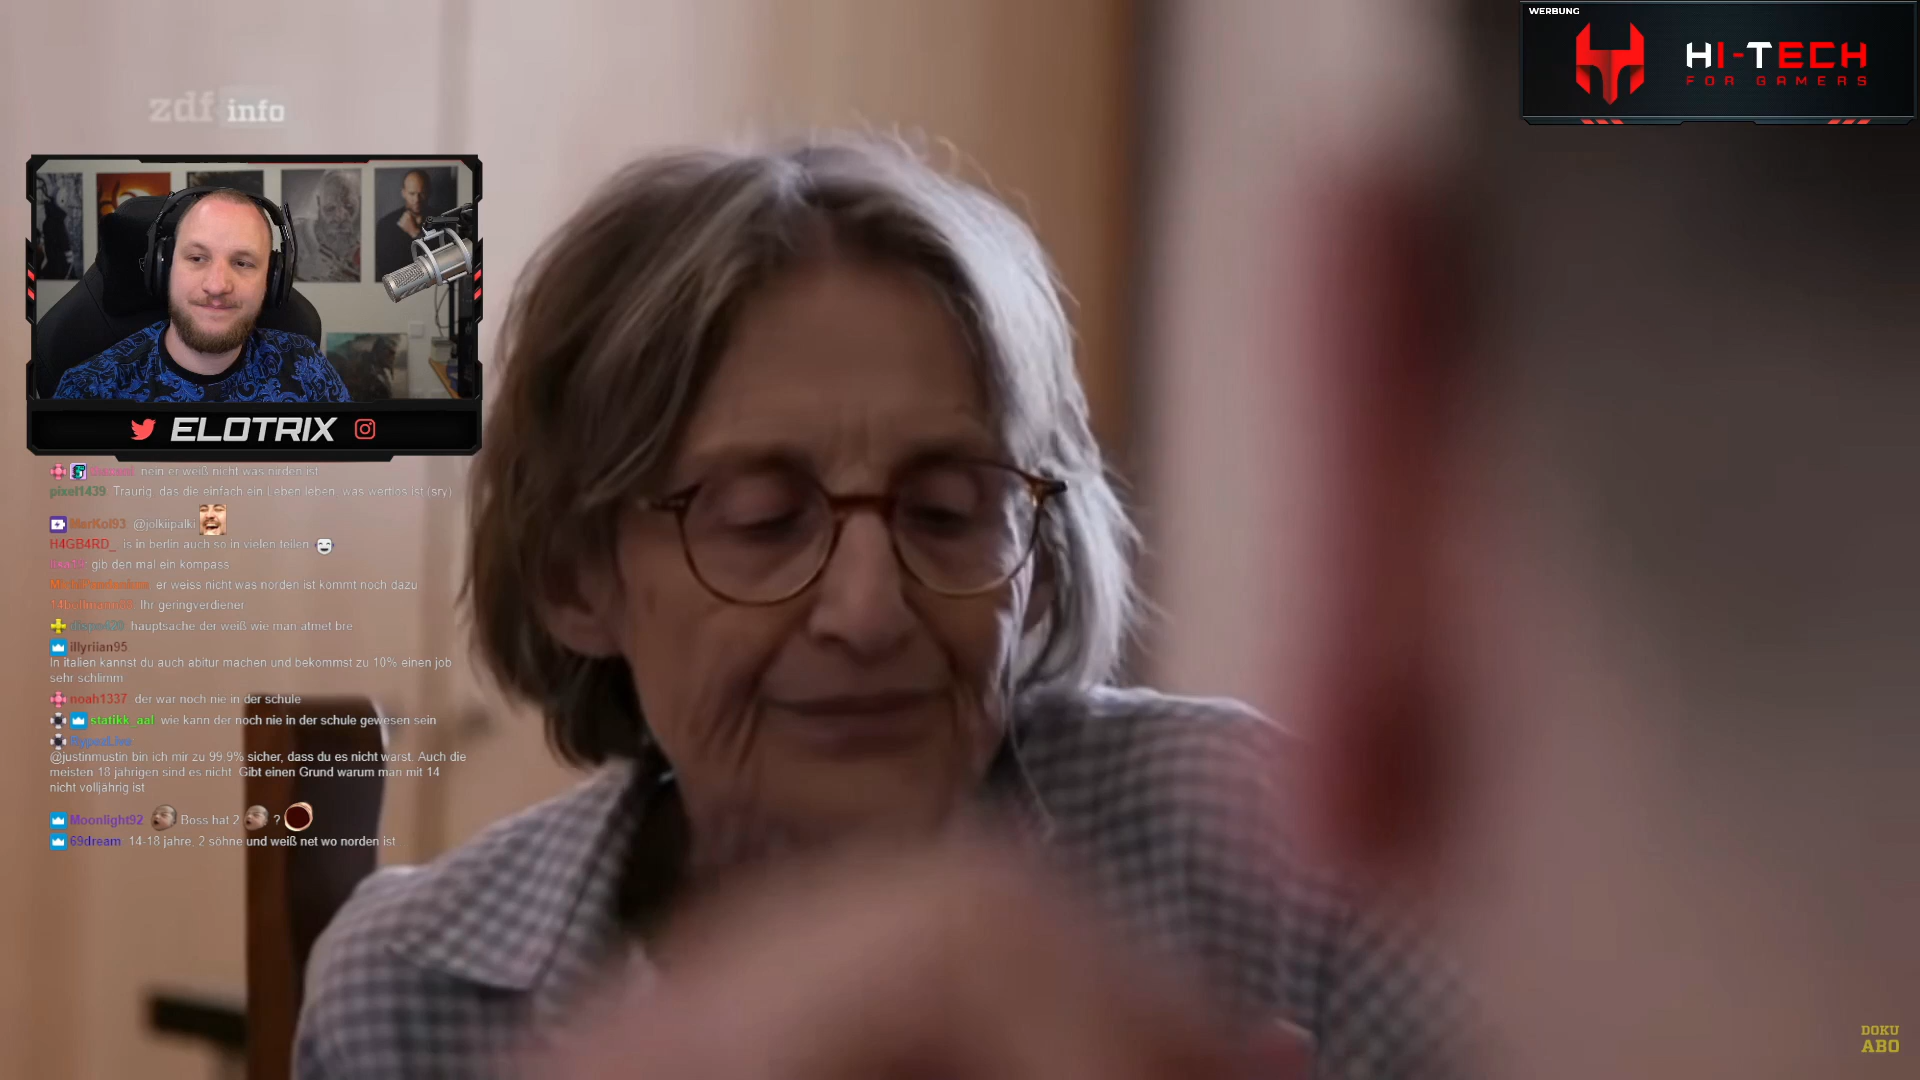 WERBUNG
HI-TECH
FOR GAMERS
zdf info
ELOTRIX
nein er weiß nicht was nirden ist
pixel1439 Traurig, das die einfach ein Leben leben, was wertlos ist (sry)
MarKol93 @jolkiipalki
H4GB4RD_ is in berlin auch so in vielen teilen
gib den mal ein kompass
er weiss nicht was norden ist kommt noch dazu
Ihr geringverdiener
hauptsache der weiß wie man atmet bre
illyriian95
In italien kannst du auch abitur machen und bekommst zu 10% einen job
sehr schlimm
noah1337 der war noch nie in der schule
statikk_aal wie kann der noch nie in der schule gewesen sein
@justinmustin bin ich mir zu 99.9% sicher, dass du es nicht warst. Auch die
meisten 18 jahrigen sind es nicht. Gibt einen Grund warum man mit 14
nicht volljährig ist
Moonlight92 Boss hat 2 ?
69dream 14-18 jahre. 2 söhne und weiß net wo norden ist
DOKU
ABO